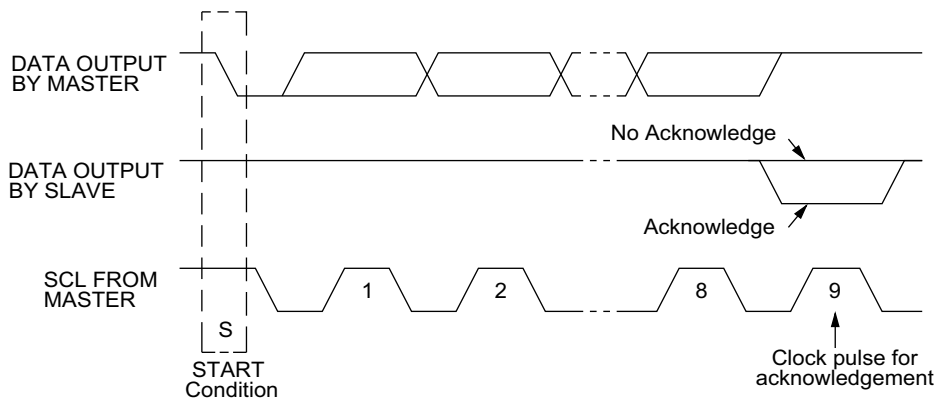 DATA OUTPUT
BY MASTER
No Acknowledge
DATA OUTPUT
BY SLAVE
Acknowledge
SCL FROM
MASTER
1
2
8
9
S
START
Condition
Clock pulse for
acknowledgement